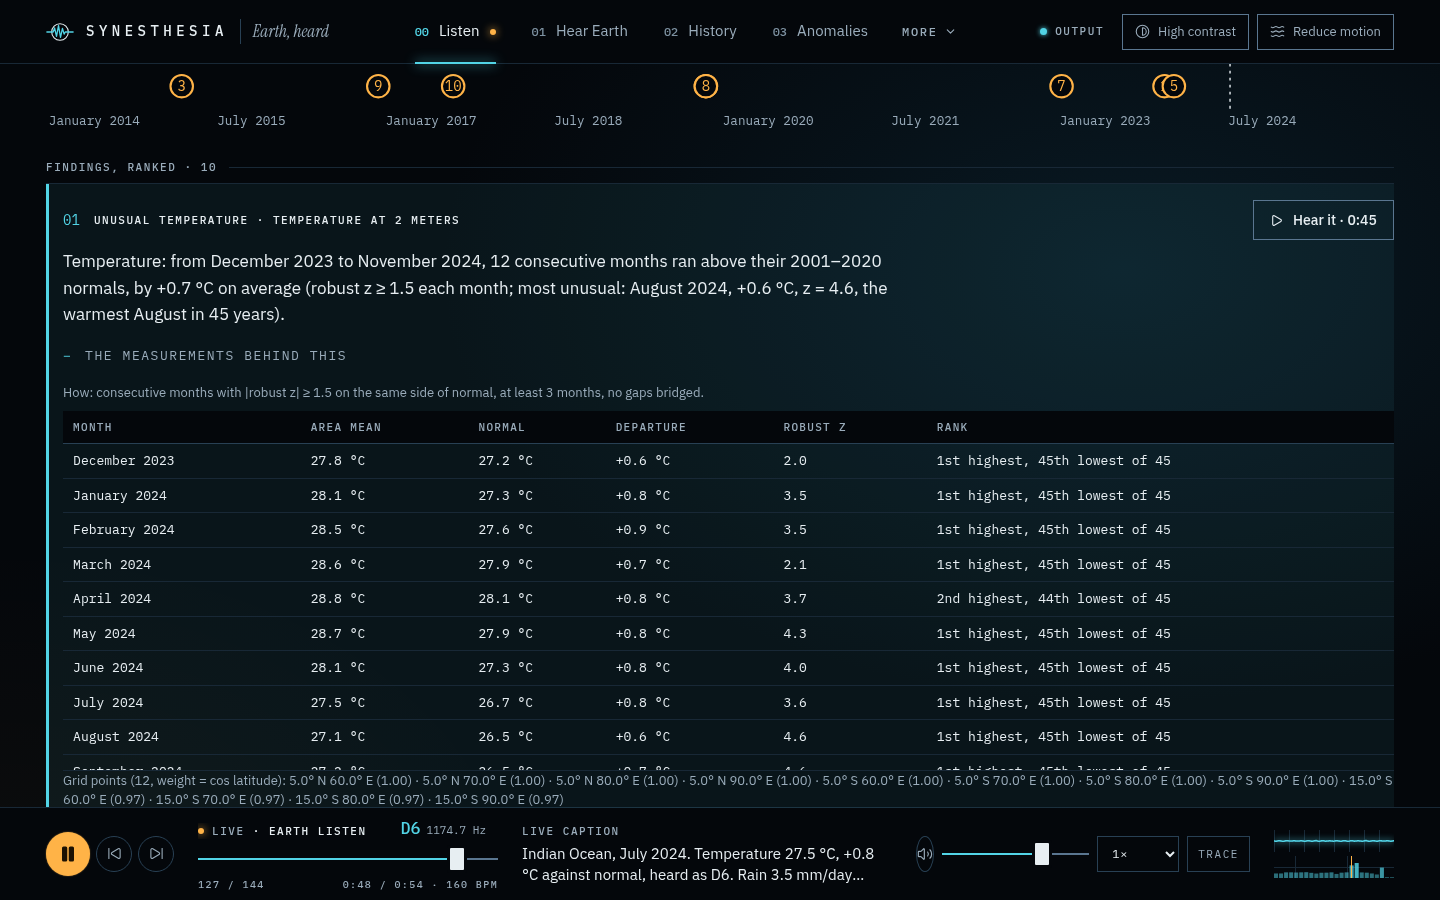 SYNESTHESIA Earth, heard 00 Listen 01 Hear Earth 02 History 03 Anomalies MORE OUTPUT High contrast Reduce motion
3 9 10 8 7 5
January 2014 July 2015 January 2017 July 2018 January 2020 July 2021 January 2023 July 2024
FINDINGS, RANKED · 10
01 UNUSUAL TEMPERATURE · TEMPERATURE AT 2 METERS Hear it · 0:45
Temperature: from December 2023 to November 2024, 12 consecutive months ran above their 2001–2020
normals, by +0.7 °C on average (robust z ≥ 1.5 each month; most unusual: August 2024, +0.6 °C, z = 4.6, the
warmest August in 45 years).
– THE MEASUREMENTS BEHIND THIS
How: consecutive months with |robust z| ≥ 1.5 on the same side of normal, at least 3 months, no gaps bridged.
MONTH AREA MEAN NORMAL DEPARTURE ROBUST Z RANK
December 2023 27.8 °C 27.2 °C +0.6 °C 2.0 1st highest, 45th lowest of 45
January 2024 28.1 °C 27.3 °C +0.8 °C 3.5 1st highest, 45th lowest of 45
February 2024 28.5 °C 27.6 °C +0.9 °C 3.5 1st highest, 45th lowest of 45
March 2024 28.6 °C 27.9 °C +0.7 °C 2.1 1st highest, 45th lowest of 45
April 2024 28.8 °C 28.1 °C +0.8 °C 3.7 2nd highest, 44th lowest of 45
May 2024 28.7 °C 27.9 °C +0.8 °C 4.3 1st highest, 45th lowest of 45
June 2024 28.1 °C 27.3 °C +0.8 °C 4.0 1st highest, 45th lowest of 45
July 2024 27.5 °C 26.7 °C +0.8 °C 3.6 1st highest, 45th lowest of 45
August 2024 27.1 °C 26.5 °C +0.6 °C 4.6 1st highest, 45th lowest of 45
Grid points (12, weight = cos latitude): 5.0° N 60.0° E (1.00) · 5.0° N 70.0° E (1.00) · 5.0° N 80.0° E (1.00) · 5.0° N 90.0° E (1.00) · 5.0° S 60.0° E (1.00) · 5.0° S 70.0° E (1.00) · 5.0° S 80.0° E (1.00) · 5.0° S 90.0° E (1.00) · 15.0° S
60.0° E (0.97) · 15.0° S 70.0° E (0.97) · 15.0° S 80.0° E (0.97) · 15.0° S 90.0° E (0.97)
LIVE · EARTH LISTEN D6 1174.7 Hz
127 / 144 0:48 / 0:54 · 160 BPM
LIVE CAPTION
Indian Ocean, July 2024. Temperature 27.5 °C, +0.8
°C against normal, heard as D6. Rain 3.5 mm/day...
1× TRACE